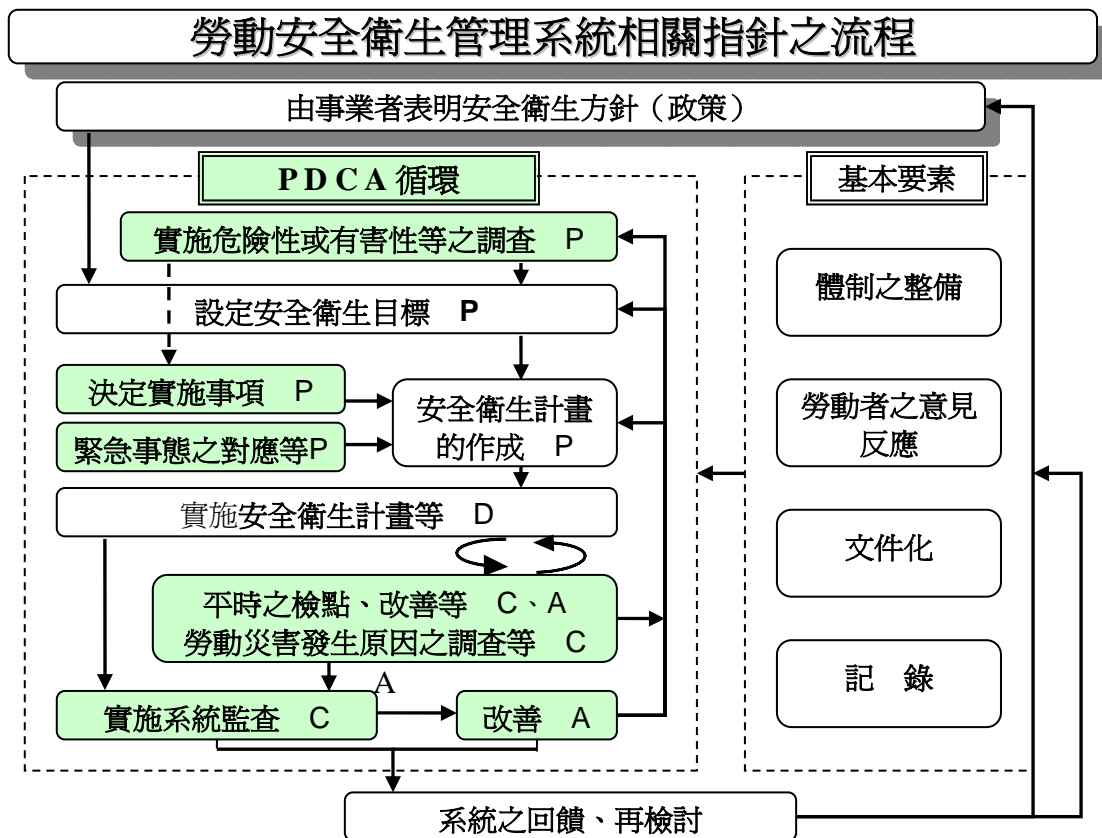 勞動安全衛生管理系統相關指針之流程
由事業者表明安全衛生方針（政策）
PDCA 循環
實施危險性或有害性等之調查 P
設定安全衛生目標 P
決定實施事項 P
緊急事態之對應等P
安全衛生計畫
的作成 P
實施安全衛生計畫等 D
平時之檢點、改善等 C、A
勞動災害發生原因之調查等 C
A
實施系統監查 C
改善 A
基本要素
體制之整備
勞動者之意見
反應
文件化
記 錄
系統之回饋、再檢討